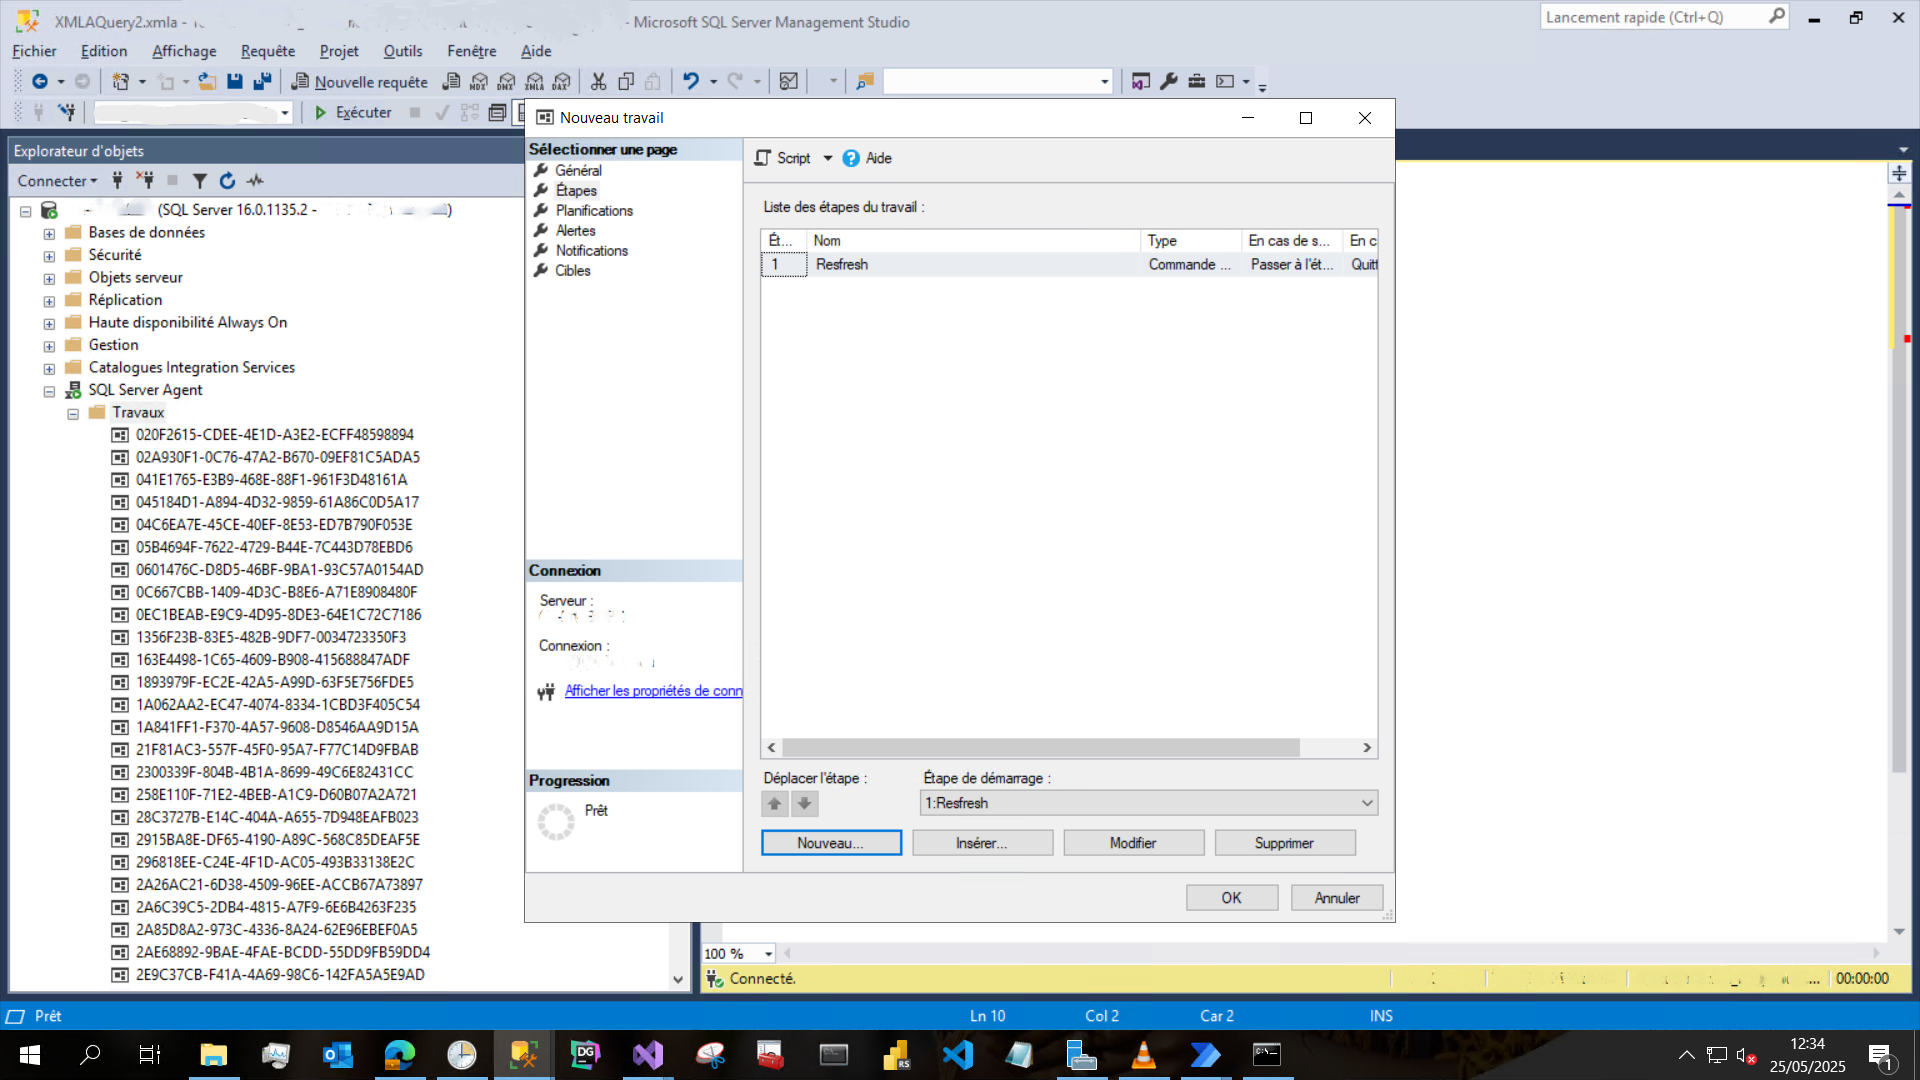 XMLAQuery2.xmla - Microsoft SQL Server Management Studio
Lancement rapide (Ctrl+Q)
Fichier Edition Affichage Requête Projet Outils Fenêtre Aide
Nouvelle requête MDX DMX XMLA DAX
Exécuter
Explorateur d'objets
Connecter
(SQL Server 16.0.1135.2 - )
Bases de données
Sécurité
Objets serveur
Réplication
Haute disponibilité Always On
Gestion
Catalogues Integration Services
SQL Server Agent
Travaux
020F2615-CDEE-4E1D-A3E2-ECFF48598894
02A930F1-0C76-47A2-B670-09EF81C5ADA5
041E1765-E3B9-468E-88F1-961F3D48161A
045184D1-A894-4D32-9859-61A86C0D5A17
04C6EA7E-45CE-40EF-8E53-ED7B790F053E
05B4694F-7622-4729-B44E-7C443D78EBD6
0601476C-D8D5-46BF-9BA1-93C57A0154AD
0C667CBB-1409-4D3C-B8E6-A71E8908480F
0EC1BEAB-E9C9-4D95-8DE3-64E1C72C7186
1356F23B-83E5-482B-9DF7-0034723350F3
163E4498-1C65-4609-B908-415688847ADF
1893979F-EC2E-42A5-A99D-63F5E756FDE5
1A062AA2-EC47-4074-8334-1CBD3F405C54
1A841FF1-F370-4A57-9608-D8546AA9D15A
21F81AC3-557F-45F0-95A7-F77C14D9FBAB
2300339F-804B-4B1A-8699-49C6E82431CC
258E110F-71E2-4BEB-A1C9-D60B07A2A721
28C3727B-E14C-404A-A655-7D948EAFB023
2915BA8E-DF65-4190-A89C-568C85DEAF5E
296818EE-C24E-4F1D-AC05-493B33138E2C
2A26AC21-6D38-4509-96EE-ACCB67A73897
2A6C39C5-2DB4-4815-A7F9-6E6B4263F235
2A85D8A2-973C-4336-8A24-62E96EBEF0A5
2AE68892-9BAE-4FAE-BCDD-55DD9FB59DD4
2E9C37CB-F41A-4A69-98C6-142FA5A5E9AD
Nouveau travail
Sélectionner une page
Général
Étapes
Planifications
Alertes
Notifications
Cibles
Connexion
Serveur :
Connexion :
Afficher les propriétés de conn
Progression
Prêt
Script Aide
Liste des étapes du travail :
Ét... Nom Type En cas de s... En c
1 Resfresh Commande ... Passer à l'ét... Quitt
Déplacer l'étape : Étape de démarrage :
1:Resfresh
Nouveau... Insérer... Modifier Supprimer
OK Annuler
100 %
Connecté. ... 00:00:00
Prêt Ln 10 Col 2 Car 2 INS
DG
RS
12:34
25/05/2025
1